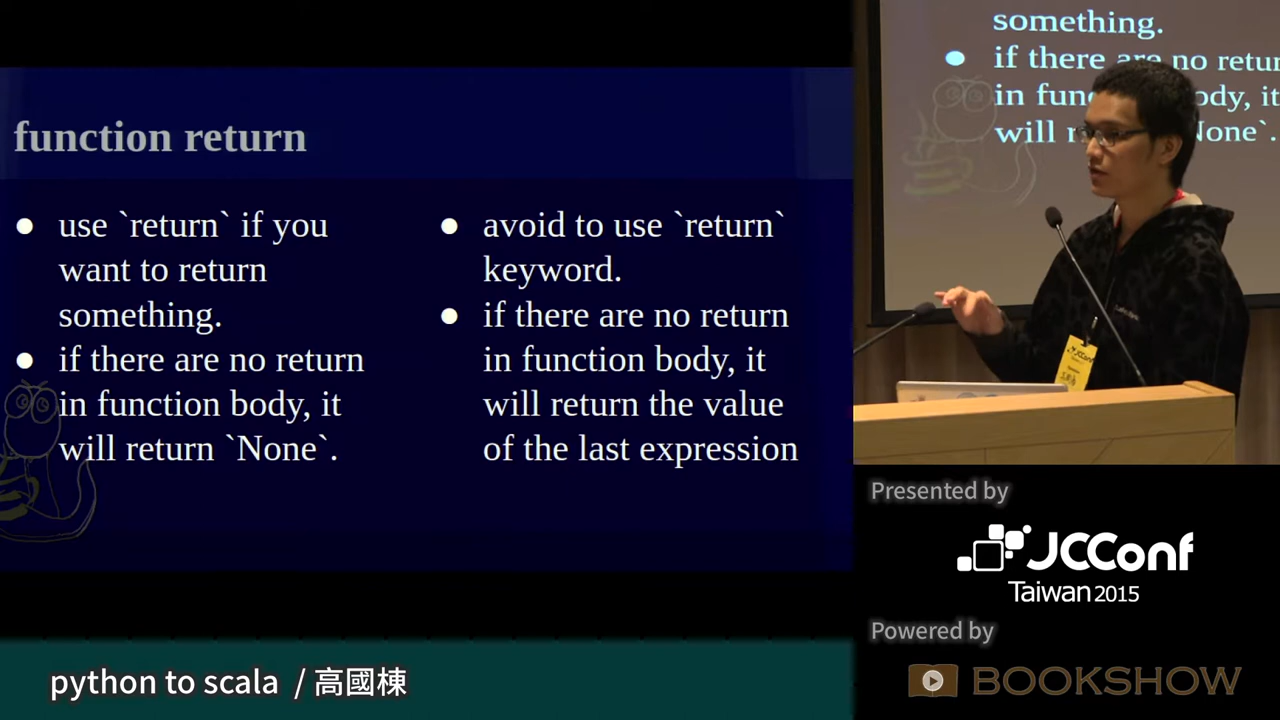 function return
● use `return` if you
want to return
something.
● if there are no return
in function body, it
will return `None`.
● avoid to use `return`
keyword.
● if there are no return
in function body, it
will return the value
of the last expression
something.
● if there are no retur
in func ody, it
will r None`.
JCConf
Presented by
JCConf
Taiwan 2015
Powered by
BOOKSHOW
python to scala / 高國棟